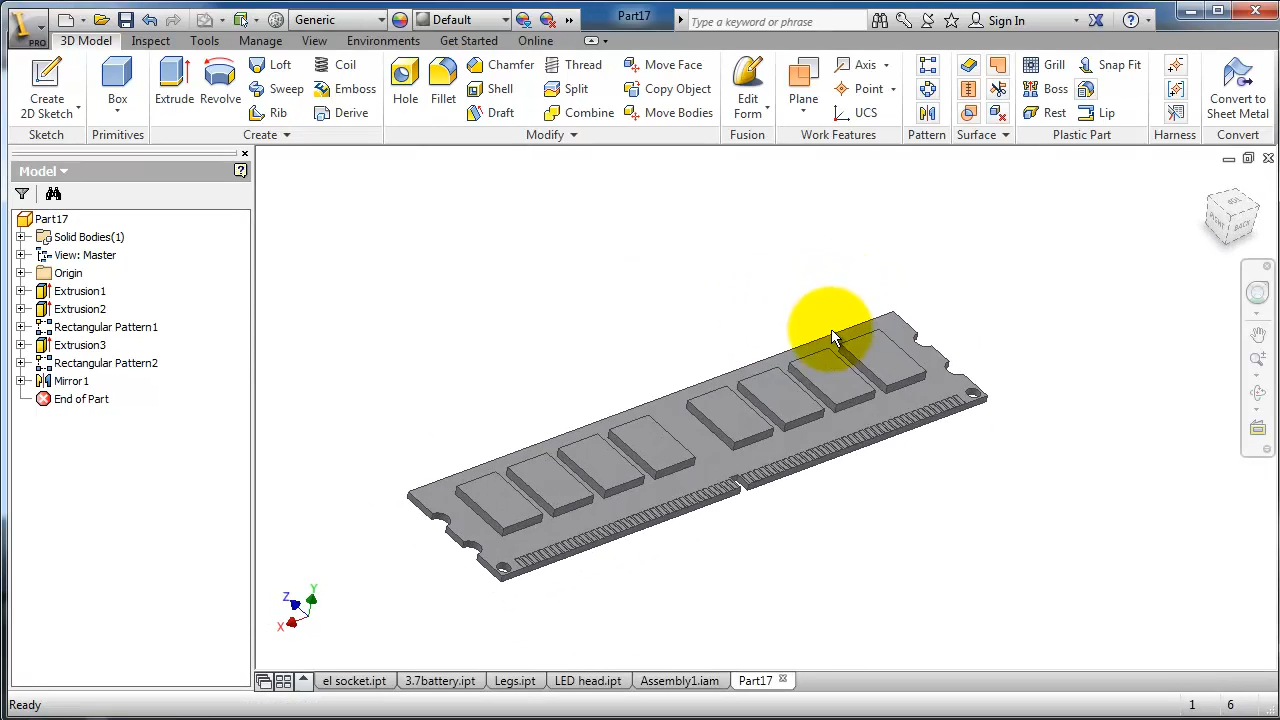 PRO
Generic
Default
Part17
Type a keyword or phrase
Sign In
3D Model
Inspect
Tools
Manage
View
Environments
Get Started
Online
Create
2D Sketch
Box
Extrude
Revolve
Loft
Sweep
Rib
Coil
Emboss
Derive
Hole
Fillet
Chamfer
Shell
Draft
Thread
Split
Combine
Move Face
Copy Object
Move Bodies
Edit
Form
Plane
Axis
Point
UCS
Grill
Boss
Rest
Snap Fit
Lip
Convert to
Sheet Metal
Sketch
Primitives
Create
Modify
Fusion
Work Features
Pattern
Surface
Plastic Part
Harness
Convert
Model
Part17
Solid Bodies(1)
View: Master
Origin
Extrusion1
Extrusion2
Rectangular Pattern1
Extrusion3
Rectangular Pattern2
Mirror1
End of Part
RIGHT
BACK
Z
Y
X
el socket.ipt
3.7battery.ipt
Legs.ipt
LED head.ipt
Assembly1.iam
Part17
Ready
1
6